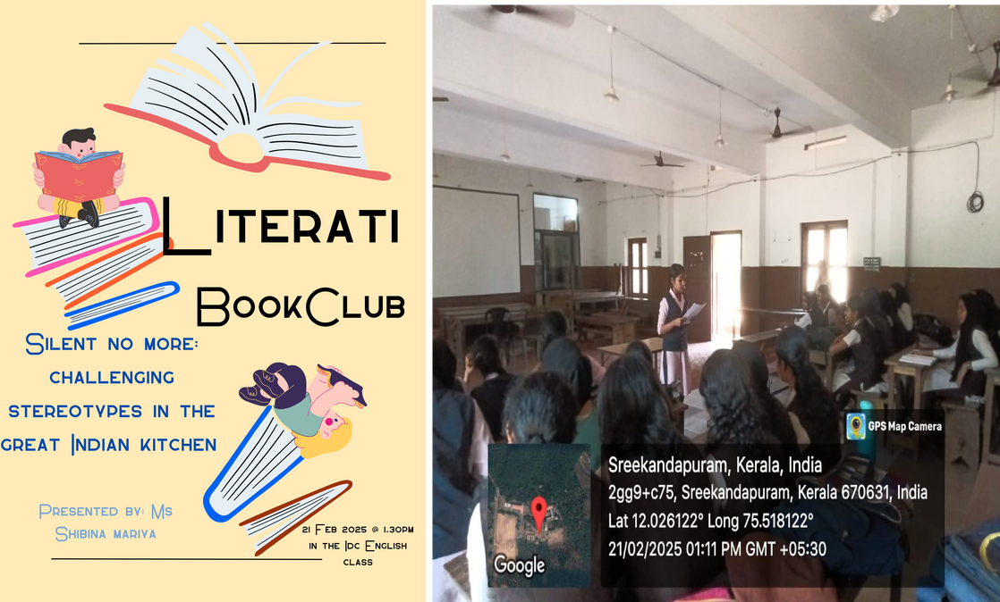 Literati
BookClub
Silent no more:
challenging
stereotypes in the
great Indian kitchen
Presented by: Ms
Shibina mariya
21 Feb 2025 @ 1.30pm
in the Idc English
class
GPS Map Camera
Sreekandapuram, Kerala, India
2gg9+c75, Sreekandapuram, Kerala 670631, India
Lat 12.026122° Long 75.518122°
21/02/2025 01:11 PM GMT +05:30
Google